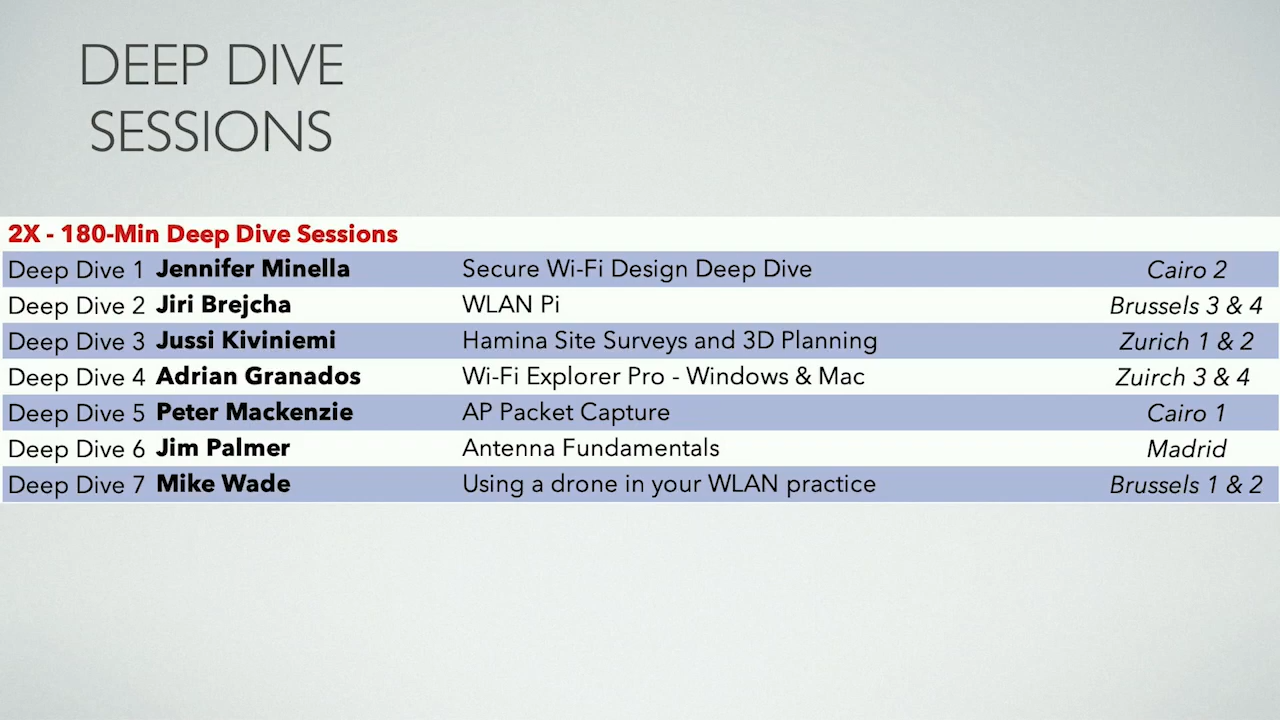 DEEP DIVE
SESSIONS
2X - 180-Min Deep Dive Sessions
Deep Dive 1 Jennifer Minella Secure Wi-Fi Design Deep Dive Cairo 2
Deep Dive 2 Jiri Brejcha WLAN Pi Brussels 3 & 4
Deep Dive 3 Jussi Kiviniemi Hamina Site Surveys and 3D Planning Zurich 1 & 2
Deep Dive 4 Adrian Granados Wi-Fi Explorer Pro - Windows & Mac Zuirch 3 & 4
Deep Dive 5 Peter Mackenzie AP Packet Capture Cairo 1
Deep Dive 6 Jim Palmer Antenna Fundamentals Madrid
Deep Dive 7 Mike Wade Using a drone in your WLAN practice Brussels 1 & 2